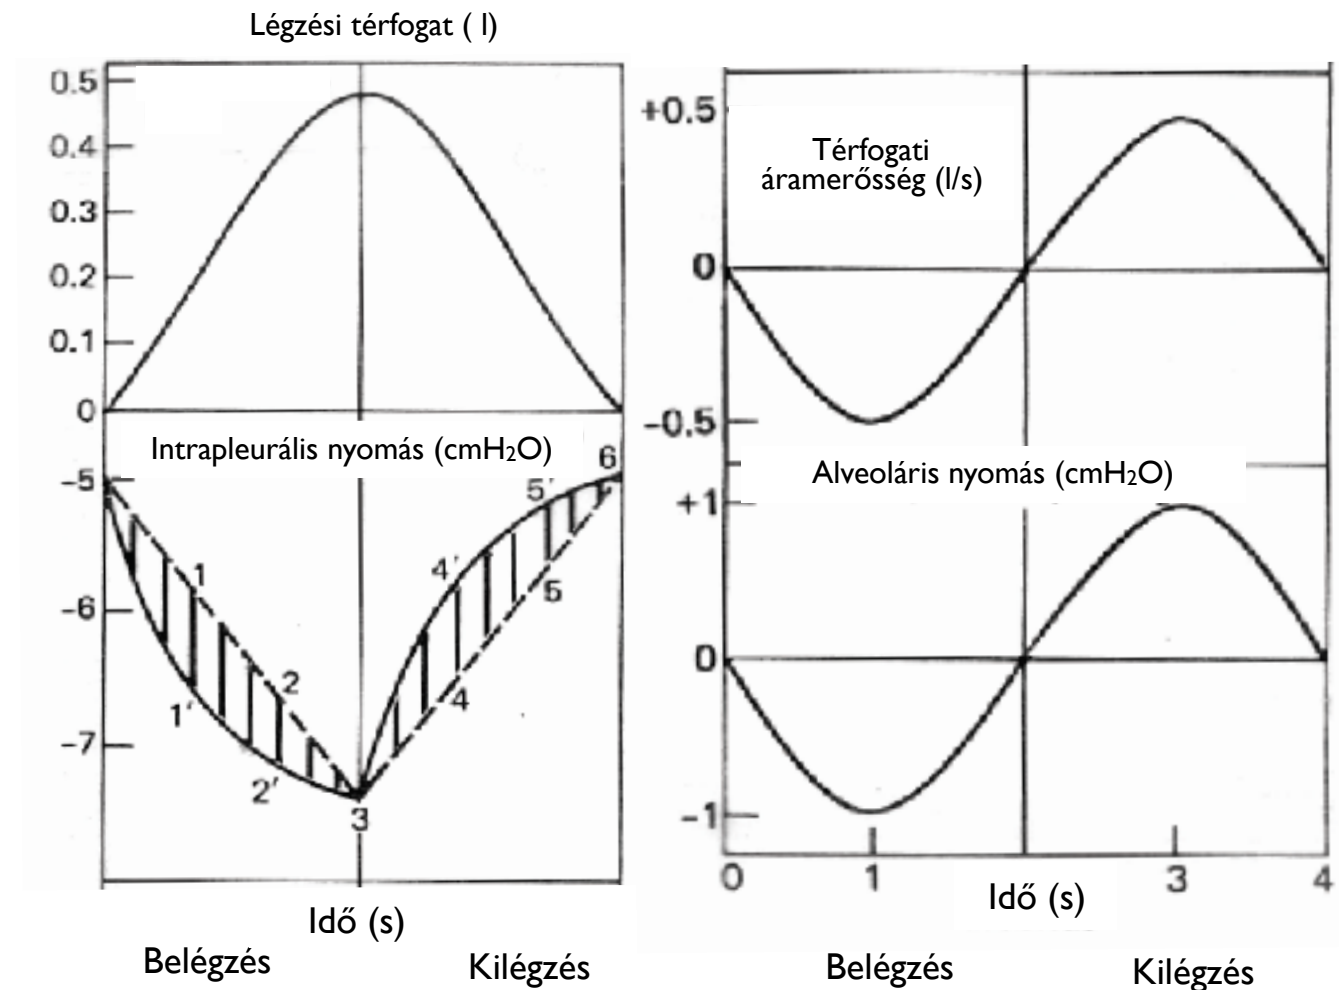 Légzési térfogat ( l)
0.5
0.4
0.3
0.2
0.1
0
Intrapleurális nyomás (cmH₂O)
-5
-6
-7
1
2
1'
2'
3
4'
5'
6
5
4
Idő (s)
Belégzés
Kilégzés
+0.5
Térfogati
áramerősség (l/s)
0
-0.5
Alveoláris nyomás (cmH₂O)
+1
0
-1
0 1 3 4
Idő (s)
Belégzés
Kilégzés